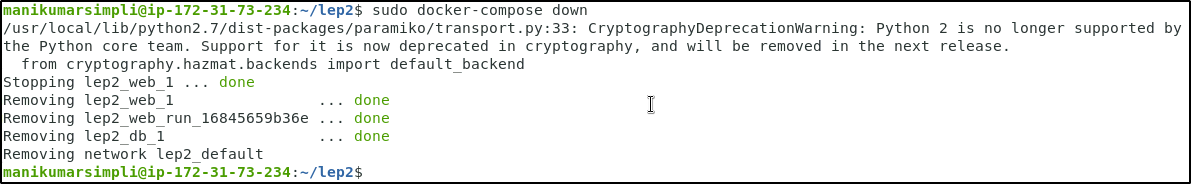 manikumarsimpli@ip-172-31-73-234:~/lep2$ sudo docker-compose down
/usr/local/lib/python2.7/dist-packages/paramiko/transport.py:33: CryptographyDeprecationWarning: Python 2 is no longer supported by
the Python core team. Support for it is now deprecated in cryptography, and will be removed in the next release.
  from cryptography.hazmat.backends import default_backend
Stopping lep2_web_1 ... done
Removing lep2_web_1                ... done
Removing lep2_web_run_16845659b36e ... done
Removing lep2_db_1                 ... done
Removing network lep2_default
manikumarsimpli@ip-172-31-73-234:~/lep2$